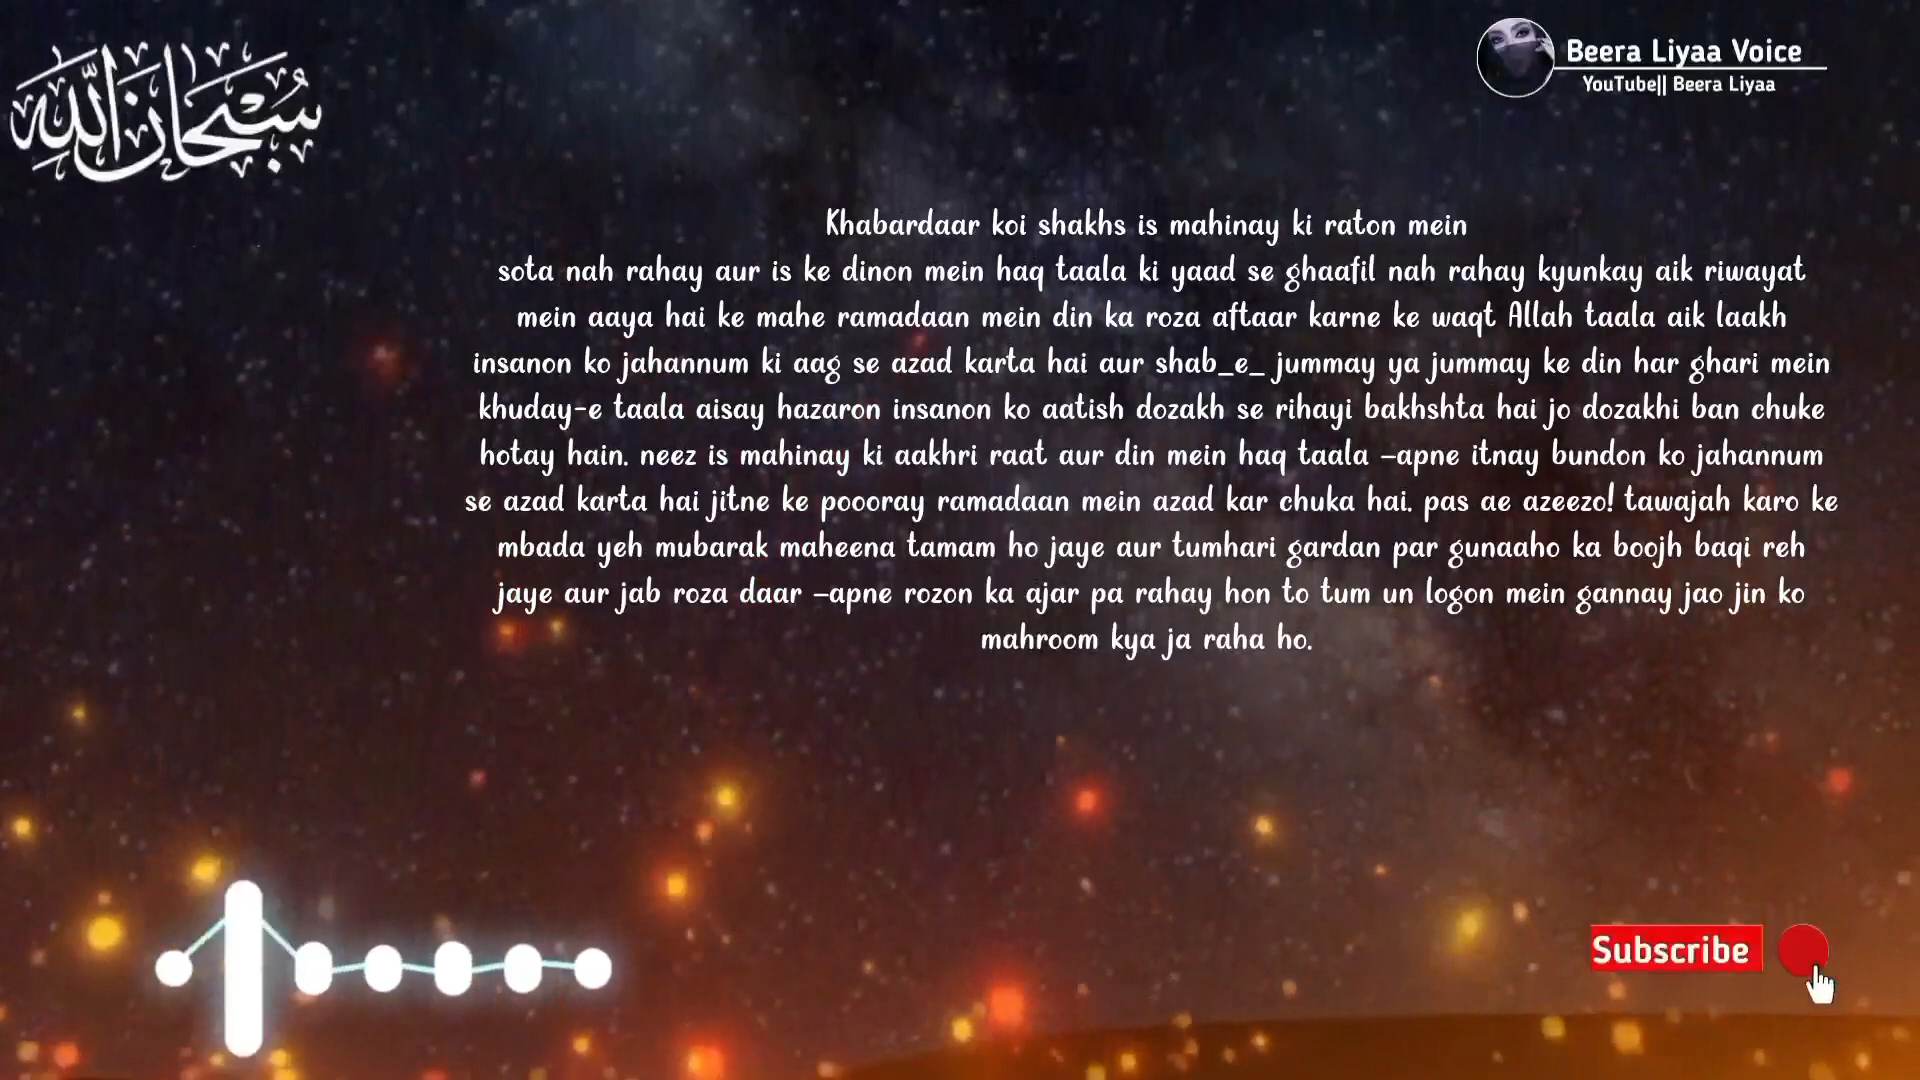 سُبْحَانَ اللّٰهِ
Beera Liyaa Voice
YouTube|| Beera Liyaa
Khabardaar koi shakhs is mahinay ki raton mein
sota nah rahay aur is ke dinon mein haq taala ki yaad se ghaafil nah rahay kyunkay aik riwayat
mein aaya hai ke mahe ramadaan mein din ka roza aftaar karne ke waqt Allah taala aik laakh
insanon ko jahannum ki aag se azad karta hai aur shab_e_ jummay ya jummay ke din har ghari mein
khuday-e taala aisay hazaron insanon ko aatish dozakh se rihayi bakhshta hai jo dozakhi ban chuke
hotay hain. neez is mahinay ki aakhri raat aur din mein haq taala –apne itnay bundon ko jahannum
se azad karta hai jitne ke poooray ramadaan mein azad kar chuka hai. pas ae azeezo! tawajah karo ke
mbada yeh mubarak maheena tamam ho jaye aur tumhari gardan par gunaaho ka boojh baqi reh
jaye aur jab roza daar –apne rozon ka ajar pa rahay hon to tum un logon mein gannay jao jin ko
mahroom kya ja raha ho.
Subscribe